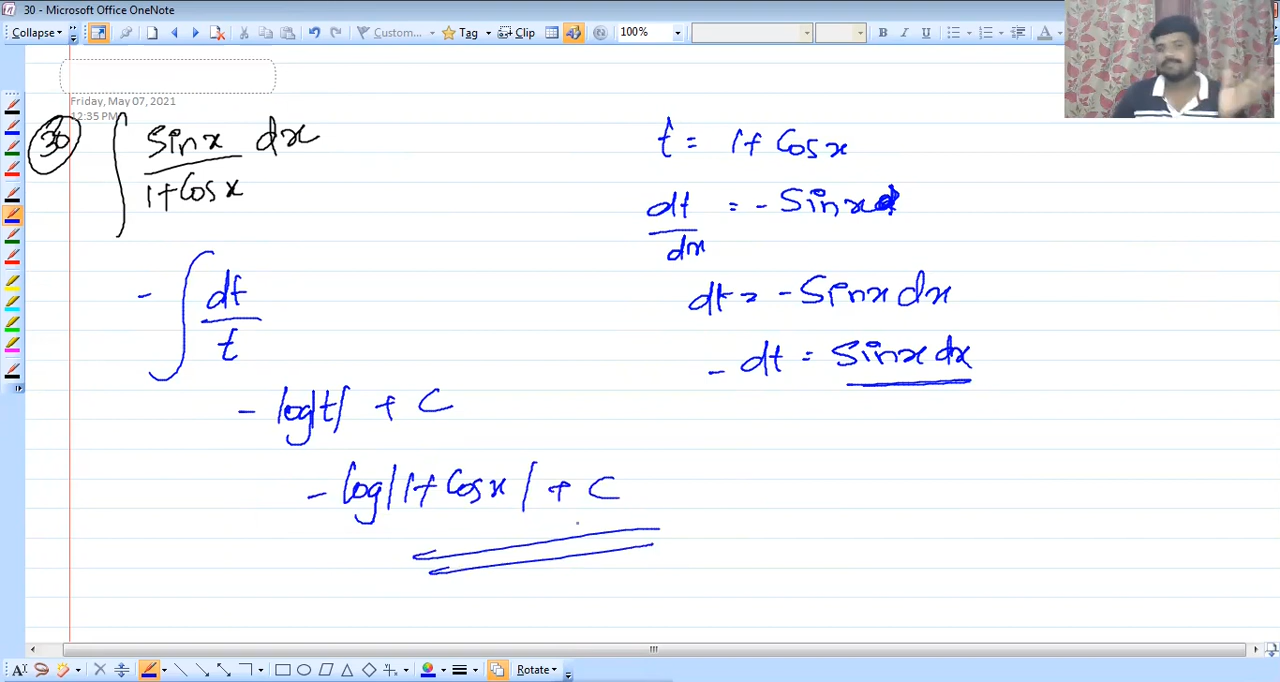 30 - Microsoft Office OneNote
Collapse
Custom...
Tag
Clip
100%
B I U
A
Friday, May 07, 2021
12:35 PM
30 ∫ sinx/(1+Cosx) dx
- ∫ dt/t
- log|t| + C
- log|1+Cosx| + C
t = 1+ Cosx
dt/dx = - Sinx
dt = - Sinx dx
- dt = sinx dx
Rotate